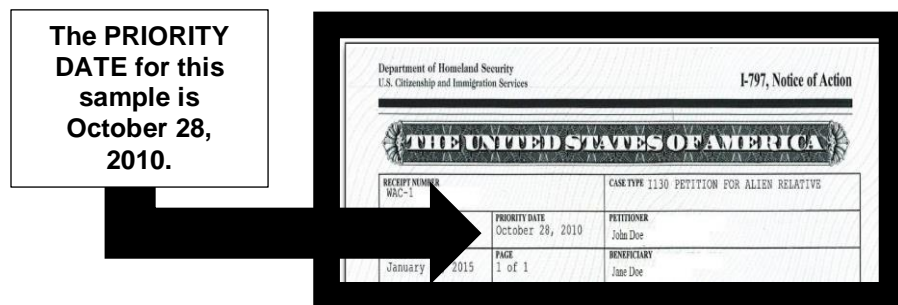 The PRIORITY
DATE for this
sample is
October 28,
2010.
Department of Homeland Security
U.S. Citizenship and Immigration Services
I-797, Notice of Action
THE UNITED STATES OF AMERICA
RECEIPT NUMBER
WAC-1
CASE TYPE I130 PETITION FOR ALIEN RELATIVE
PRIORITY DATE
October 28, 2010
PETITIONER
John Doe
January 2015
PAGE
1 of 1
BENEFICIARY
Jane Doe